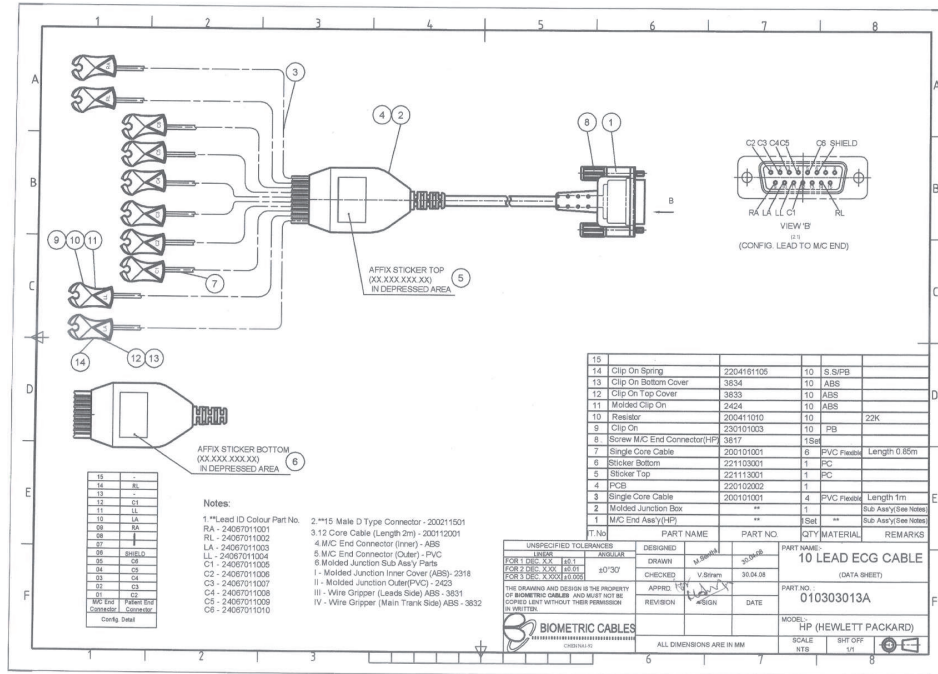 1 2 3 4 5 6 7 8
A
B
C
D
E
F
3
4 2
8 1
B
C2 C3 C4C5 C6 SHIELD
RA LA LL C1 RL
VIEW 'B'
(CONFIG. LEAD TO M/C END)
9 10 11
7
AFFIX STICKER TOP
(XX.XXX.XXX.XX)
IN DEPRESSED AREA
5
14
12 13
AFFIX STICKER BOTTOM
(XX.XXX.XXX.XX)
IN DEPRESSED AREA
6
15
14 Clip On Spring 2204161105 10 S.S/PB
13 Clip On Bottom Cover 3834 10 ABS
12 Clip On Top Cover 3833 10 ABS
11 Molded Clip On 2424 10 ABS
10 Resistor 200411010 10 22K
9 Clip On 230101003 10 PB
8. Screw M/C End Connector(HP) 3817 1Set
7 Single Core Cable 200101001 6 PVC Flexible Length 0.85m
6 Sticker Bottom 221103001 1 PC
5 Sticker top 221113001 1 PC
4 PCB 220102002 1
3 Single Core Cable 200101001 4 PVC Flexible Length 1m
2 Molded Junction Box ** 1 Sub Ass'y(See Notes)
1 M/C End Ass'y(HP) ** 1Set ** Sub Ass'y(See Notes)
IT.No PART NAME PART NO. QTY MATERIAL REMARKS
15 -
14 RL
13 -
12 C1
11 LL
10 LA
09 RA
08
07
06 SHIELD
05 C6
04 C5
03 C4
02 C3
01 C2
M/C End Connector Patient End Connector
Config. Detail
Notes:
1.**Lead ID Colour Part No.
RA - 24067011001
RL - 24067011002
LA - 24067011003
LL - 24067011004
C1 - 24067011005
C2 - 24067011006
C3 - 24067011007
C4 - 24067011008
C5 - 24067011009
C6 - 24067011010
2.**15 Male D Type Connector - 200211501
3.12 Core Cable (Length 2m) - 200112001
4.M/C End Connector (Inner) - ABS
5.M/C End Connector (Outer) - PVC
6.Molded Junction Sub Ass'y Parts
I - Molded Junction Inner Cover (ABS)- 2318
II - Molded Junction Outer(PVC) - 2423
III - Wire Gripper (Leads Side) ABS - 3831
IV - Wire Gripper (Main Trank Side) ABS - 3832
UNSPECIFIED TOLERANCES
LINEAR ANGULAR
FOR 1 DEC. X.X ±0.1
FOR 2 DEC. X.XX ±0.01
FOR 3 DEC. X.XXX ±0.005
±0°30'
THE DRAWING AND DESIGN IS THE PROPERTY
OF BIOMETRIC CABLES AND MUST NOT BE
COPIED LENT WITHOUT THEIR PERMISSION
IN WRITTEN.
DESIGNED
DRAWN 30.04.08
CHECKED V.Sriram 30.04.08
APPRD.
REVISION SIGN DATE
PART NAME:-
10 LEAD ECG CABLE
(DATA SHEET)
PART.NO.:
010303013A
MODEL:-
HP (HEWLETT PACKARD)
BIOMETRIC CABLES
CHENNAI-92
ALL DIMENSIONS ARE IN MM
SCALE
NTS
SHT OFF
1/1
1 2 3 6 7 8